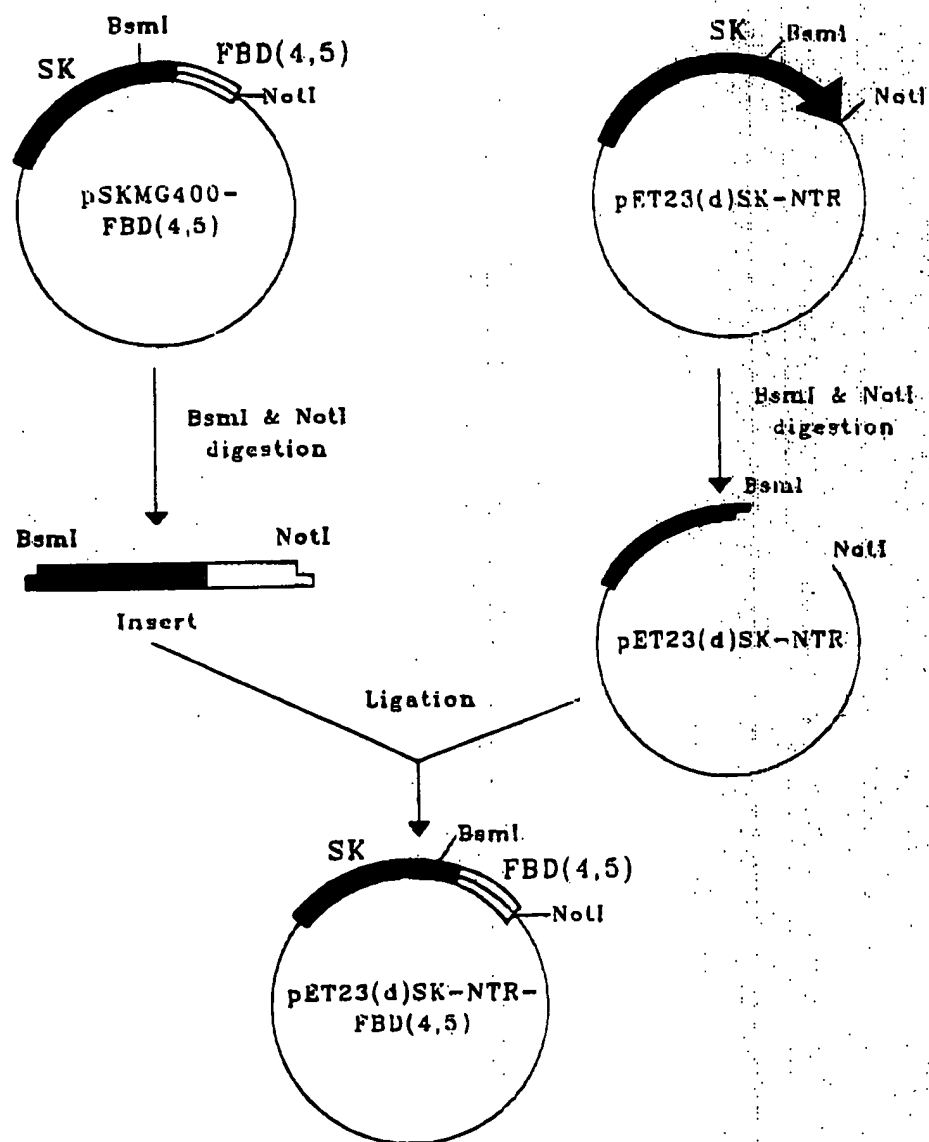 BsmI
SK
FBD(4,5)
NotI
pSKMG400-
FBD(4,5)
SK
BsmI
NotI
pET23(d)SK-NTR
BsmI & NotI
digestion
BsmI & NotI
digestion
BsmI
NotI
Insert
BsmI
NotI
pET23(d)SK-NTR
Ligation
SK
BsmI
FBD(4,5)
NotI
pET23(d)SK-NTR-
FBD(4,5)